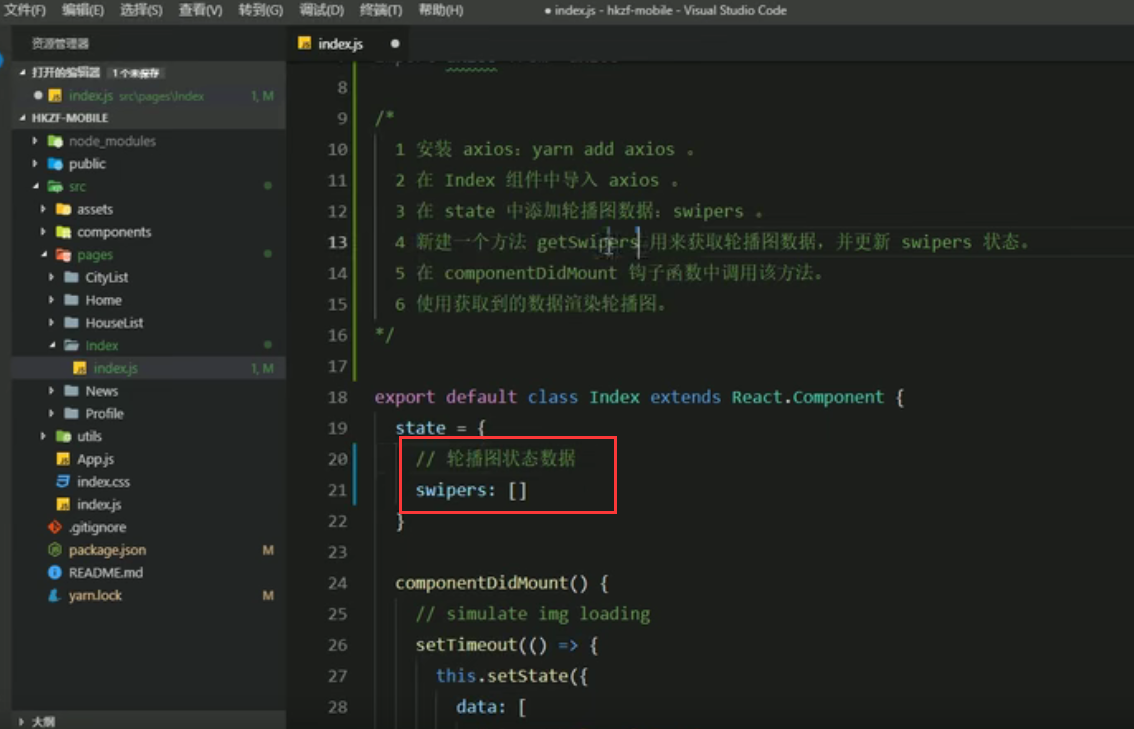 文件(F) 编辑(E) 选择(S) 查看(V) 转到(G) 调试(D) 终端(T) 帮助(H) ● index.js - hkzf-mobile - Visual Studio Code
资源管理器
打开的编辑器 1 个未保存
index.js src\pages\Index 1, M
HKZF-MOBILE
node_modules
public
src
assets
components
pages
CityList
Home
HouseList
Index
index.js 1, M
News
Profile
utils
App.js
index.css
index.js
.gitignore
package.json M
README.md
yarn.lock M
大纲
index.js ●
8
9 /*
10 1 安装 axios：yarn add axios 。
11 2 在 Index 组件中导入 axios 。
12 3 在 state 中添加轮播图数据：swipers 。
13 4 新建一个方法 getSwipers 用来获取轮播图数据，并更新 swipers 状态。
14 5 在 componentDidMount 钩子函数中调用该方法。
15 6 使用获取到的数据渲染轮播图。
16 */
17
18 export default class Index extends React.Component {
19 state = {
20 // 轮播图状态数据
21 swipers: []
22 }
23
24 componentDidMount() {
25 // simulate img loading
26 setTimeout(() => {
27 this.setState({
28 data: [